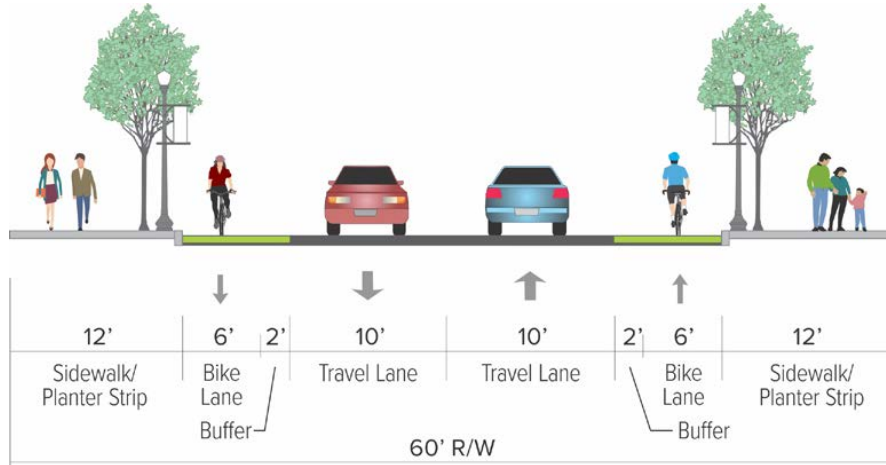 12’ 6’ 2’ 10’ 10’ 2’ 6’ 12’
Sidewalk/
Planter Strip
Bike
Lane
Buffer
Travel Lane
Travel Lane
Buffer
Bike
Lane
Sidewalk/
Planter Strip
60’ R/W